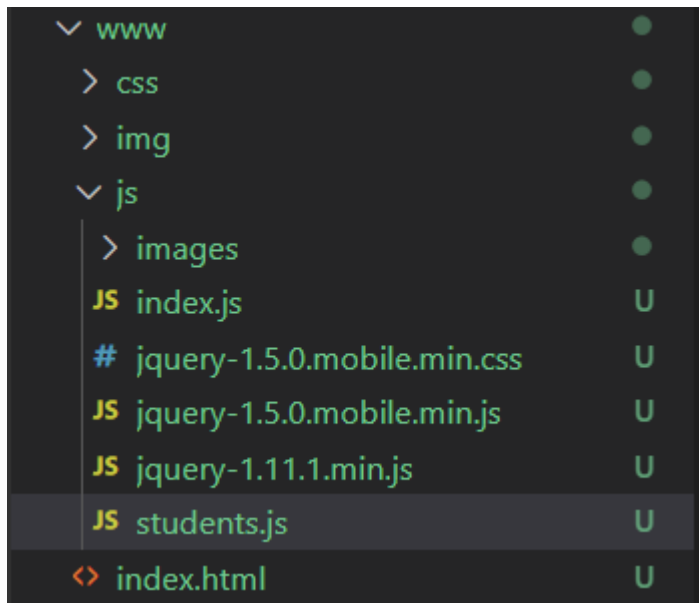 www
css
img
js
images
JS index.js U
# jquery-1.5.0.mobile.min.css U
JS jquery-1.5.0.mobile.min.js U
JS jquery-1.11.1.min.js U
JS students.js U
<> index.html U